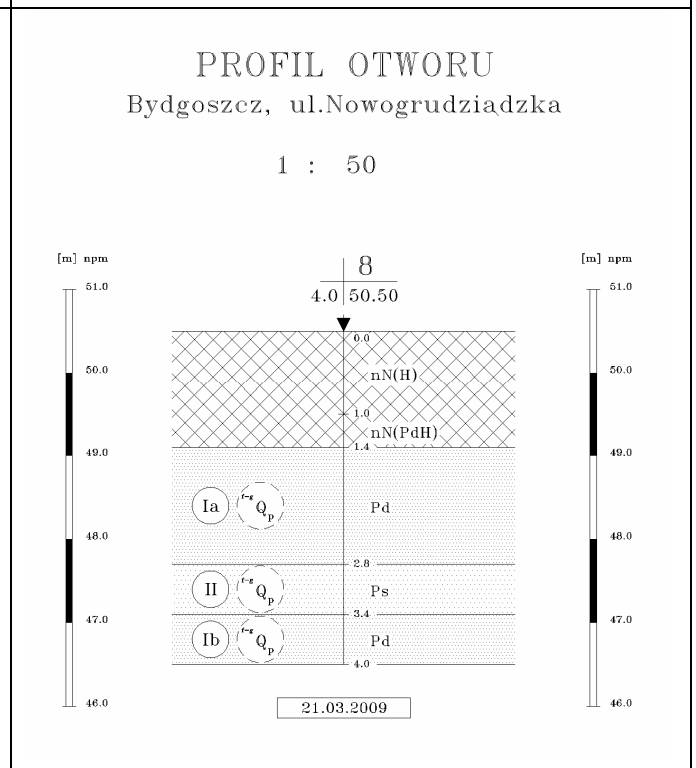 PROFIL OTWORU
Bydgoszcz, ul.Nowogrudziądzka
1 : 50
[m] npm
[m] npm
8
4.0 50.50
51.0
51.0
0.0
nN(H)
50.0
50.0
1.0
nN(PdH)
1.4
49.0
49.0
Ia f-g Qp Pd
48.0
48.0
2.8
II f-g Qp Ps
3.4
47.0
47.0
Ib f-g Qp Pd
4.0
46.0
46.0
21.03.2009